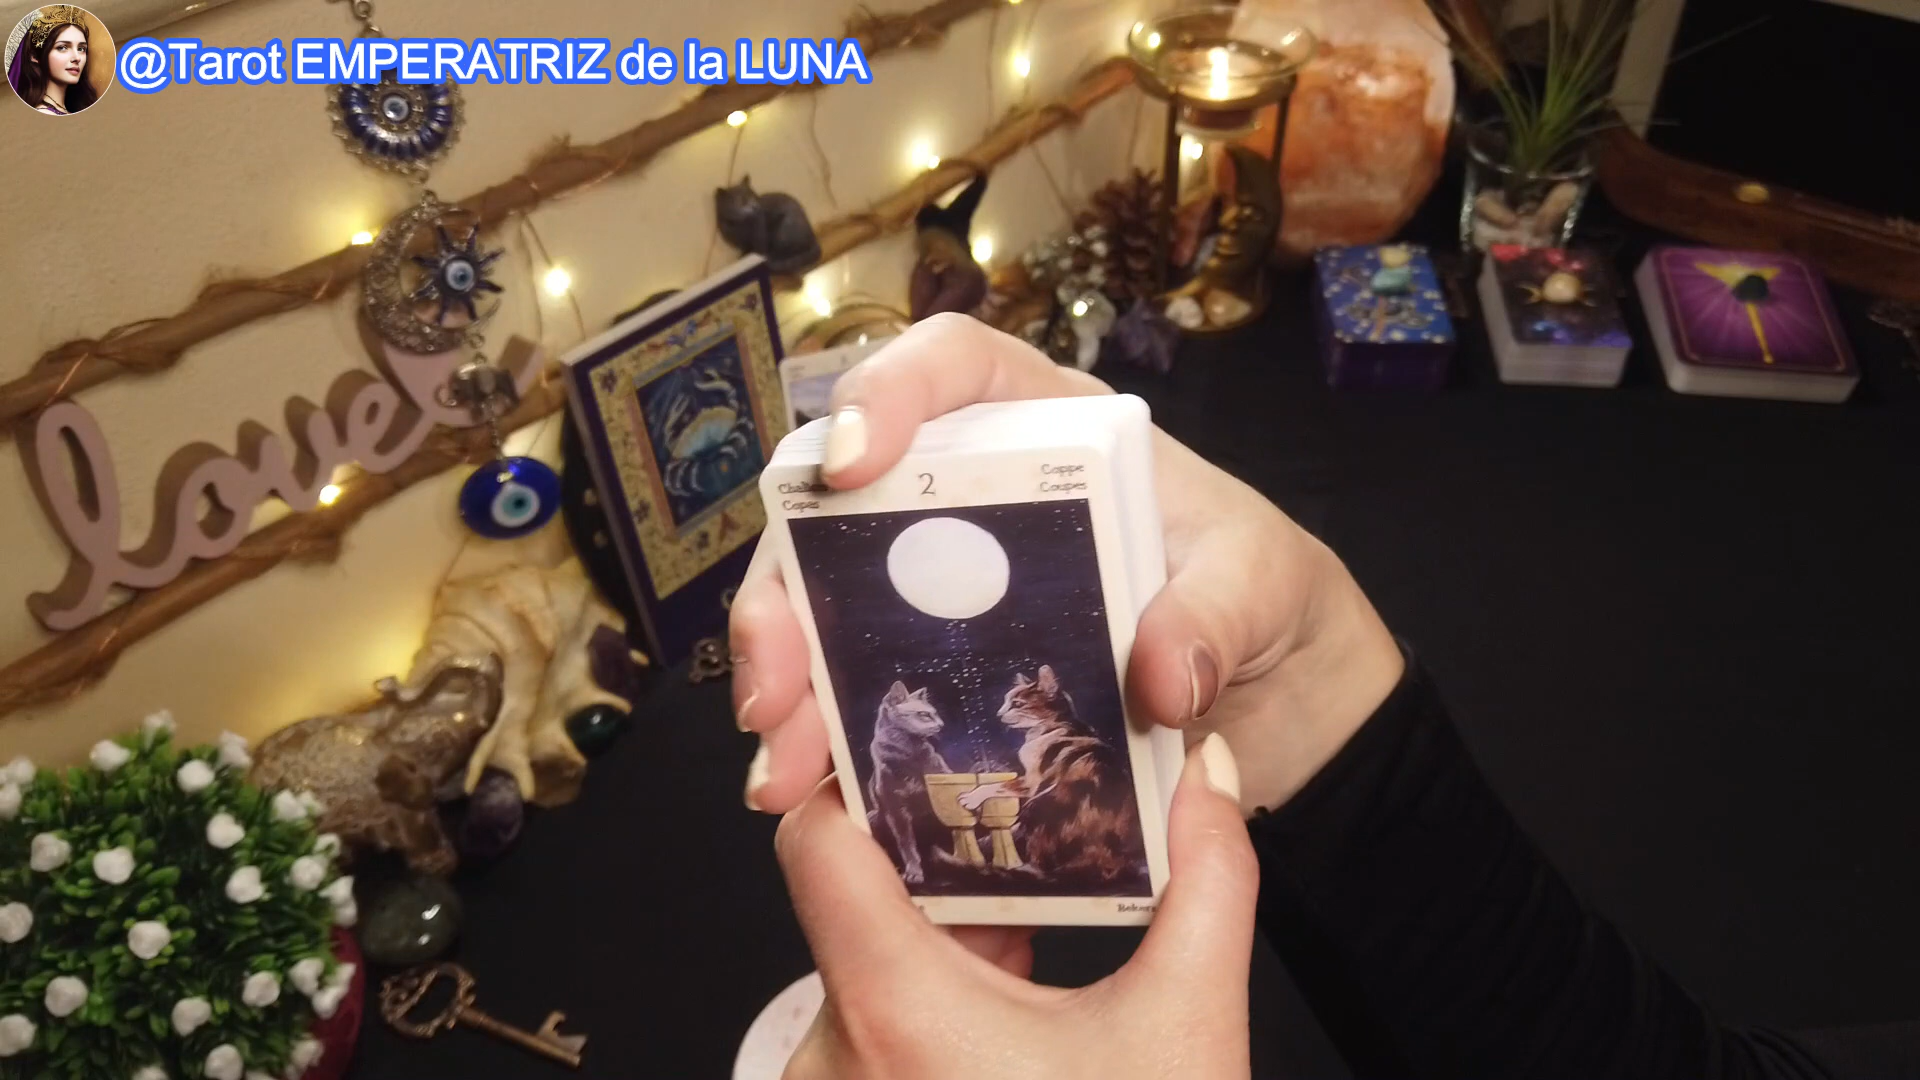 @Tarot EMPERATRIZ de la LUNA
love
2
Coppe
Coupes
Copas